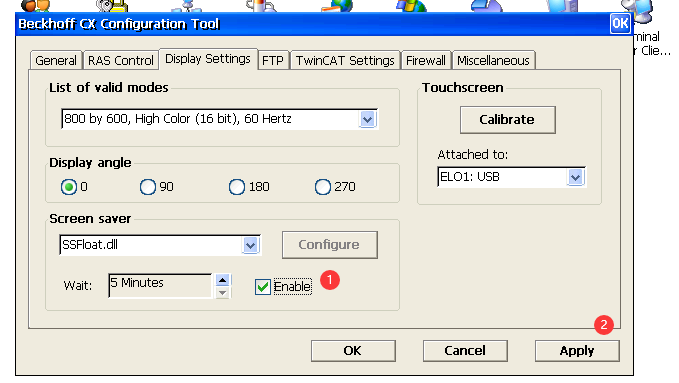 Beckhoff CX Configuration Tool OK
minal
r Clie...
General RAS Control Display Settings FTP TwinCAT Settings Firewall Miscellaneous
List of valid modes
800 by 600, High Color (16 bit), 60 Hertz
Touchscreen
Calibrate
Attached to:
ELO1: USB
Display angle
0 90 180 270
Screen saver
SSFloat.dll
Configure
Wait: 5 Minutes
Enable
1
2
OK Cancel Apply